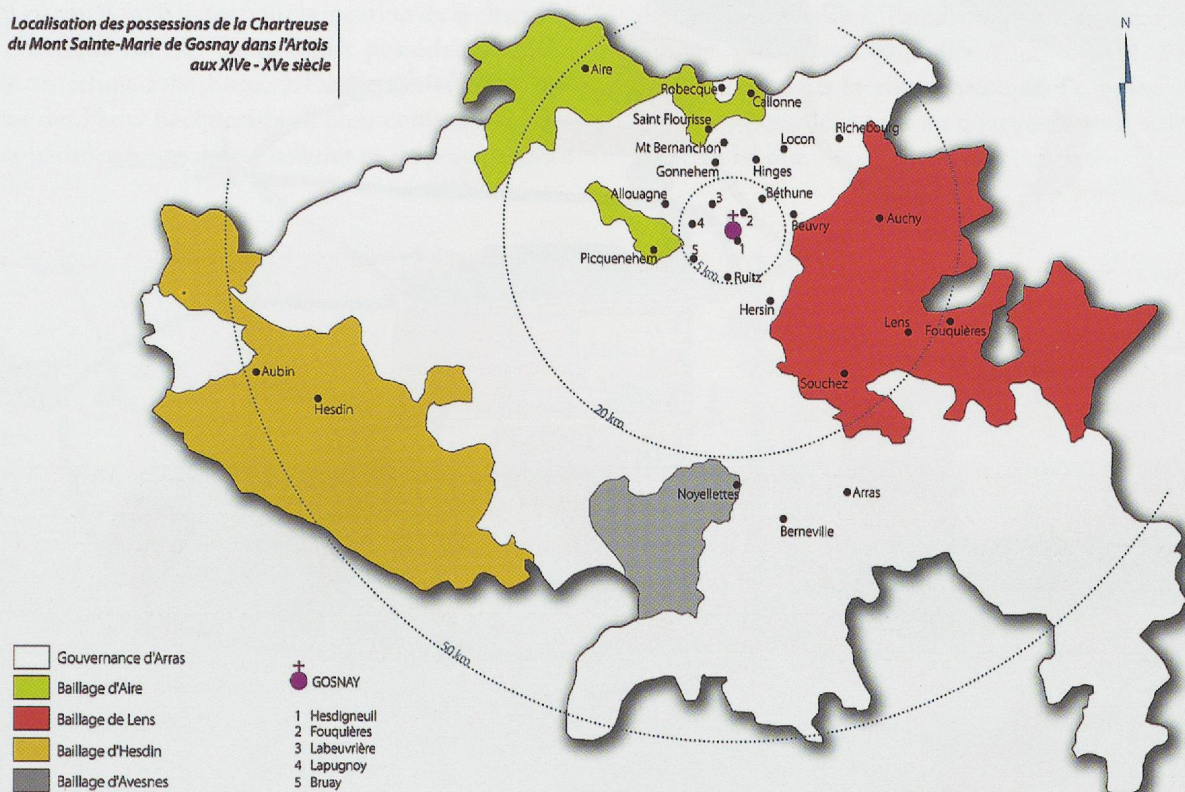 Localisation des possessions de la Chartreuse
du Mont Sainte-Marie de Gosnay dans l'Artois
aux XIVe - XVe siècle
N
Aire
Robecque
Callonne
Saint Flourisse
Mt Bernanchon
Locon
Richebourg
Gonnehem
Hinges
Allouagne
3
Béthune
2
4
Beuvry
Auchy
1
Picquenehem
5
5 km.
Ruitz
Hersin
Lens
Fouquières
Aubin
Souchez
Hesdin
20 km.
Noyellettes
Arras
Berneville
50 km.
Gouvernance d'Arras
Baillage d'Aire
Baillage de Lens
Baillage d'Hesdin
Baillage d'Avesnes
GOSNAY
1 Hesdigneuil
2 Fouquières
3 Labeuvrière
4 Lapugnoy
5 Bruay